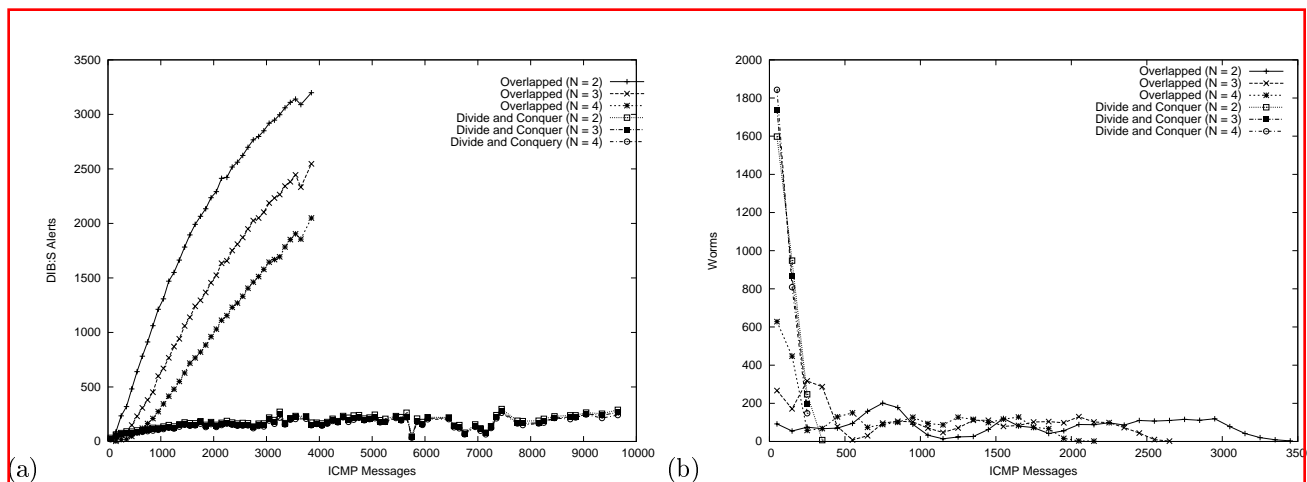 3500
3000
2500
2000
1500
1000
500
0
DIB:S Alerts
Overlapped (N = 2)
Overlapped (N = 3)
Overlapped (N = 4)
Divide and Conquer (N = 2)
Divide and Conquer (N = 3)
Divide and Conquery (N = 4)
0 1000 2000 3000 4000 5000 6000 7000 8000 9000 10000
ICMP Messages
(a)
2000
1800
1600
1400
1200
1000
800
600
400
200
0
Worms
Overlapped (N = 2)
Overlapped (N = 3)
Overlapped (N = 4)
Divide and Conquer (N = 2)
Divide and Conquer (N = 3)
Divide and Conquer (N = 4)
0 500 1000 1500 2000 2500 3000 350
ICMP Messages
(b)